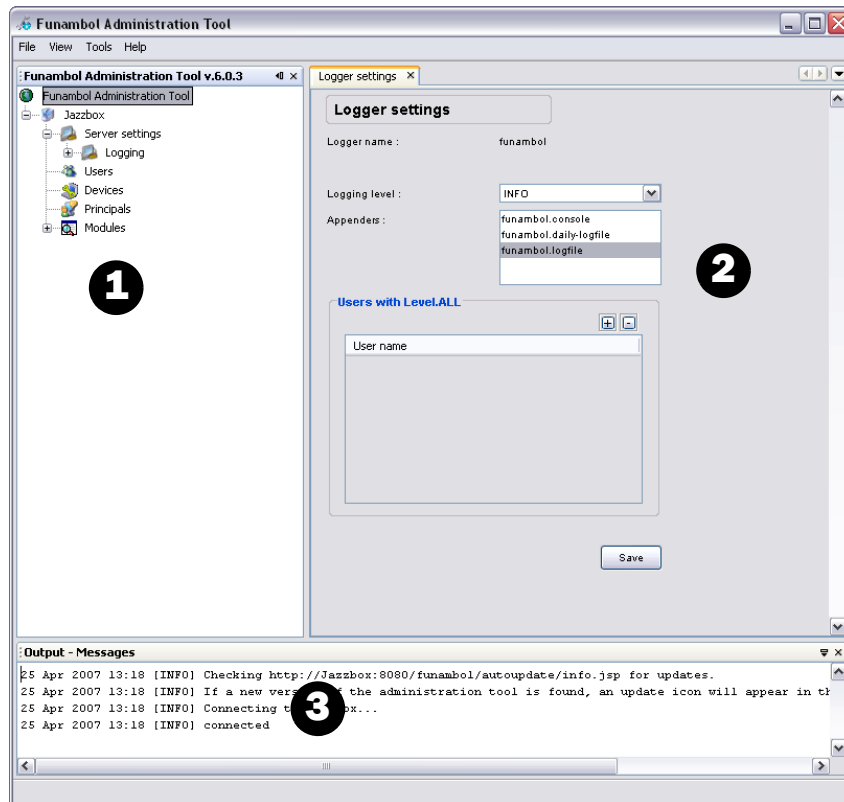 Funambol Administration Tool
File View Tools Help
Funambol Administration Tool v.6.0.3
Funambol Administration Tool
Jazzbox
Server settings
Logging
Users
Devices
Principals
Modules
1
Logger settings
Logger settings
Logger name : funambol
Logging level : INFO
Appenders :
funambol.console
funambol.daily-logfile
funambol.logfile
2
Users with Level.ALL
User name
Save
Output - Messages
25 Apr 2007 13:18 [INFO] Checking http://Jazzbox:8080/funambol/autoupdate/info.jsp for updates.
25 Apr 2007 13:18 [INFO] If a new vers the administration tool is found, an update icon will appear in th
25 Apr 2007 13:18 [INFO] Connecting t ox...
25 Apr 2007 13:18 [INFO] connected
3